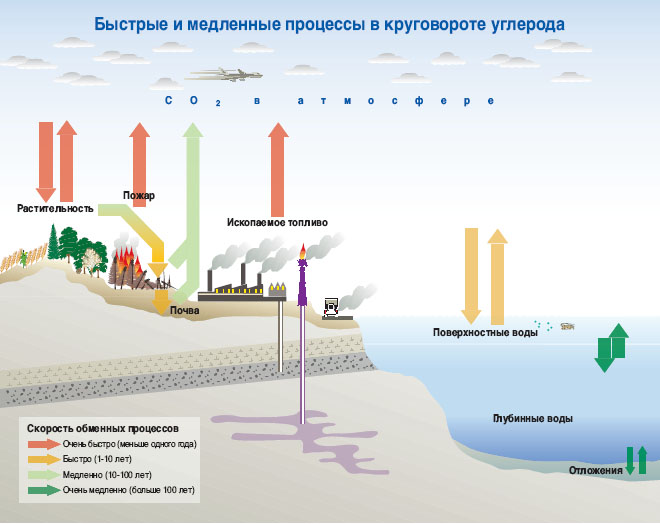 Быстрые и медленные процессы в круговороте углерода
CO₂ в атмосфере
Пожар
Растительность
Ископаемое топливо
Почва
Поверхностные воды
Глубинные воды
Отложения
Скорость обменных процессов
Очень быстро (меньше одного года)
Быстро (1-10 лет)
Медленно (10-100 лет)
Очень медленно (больше 100 лет)